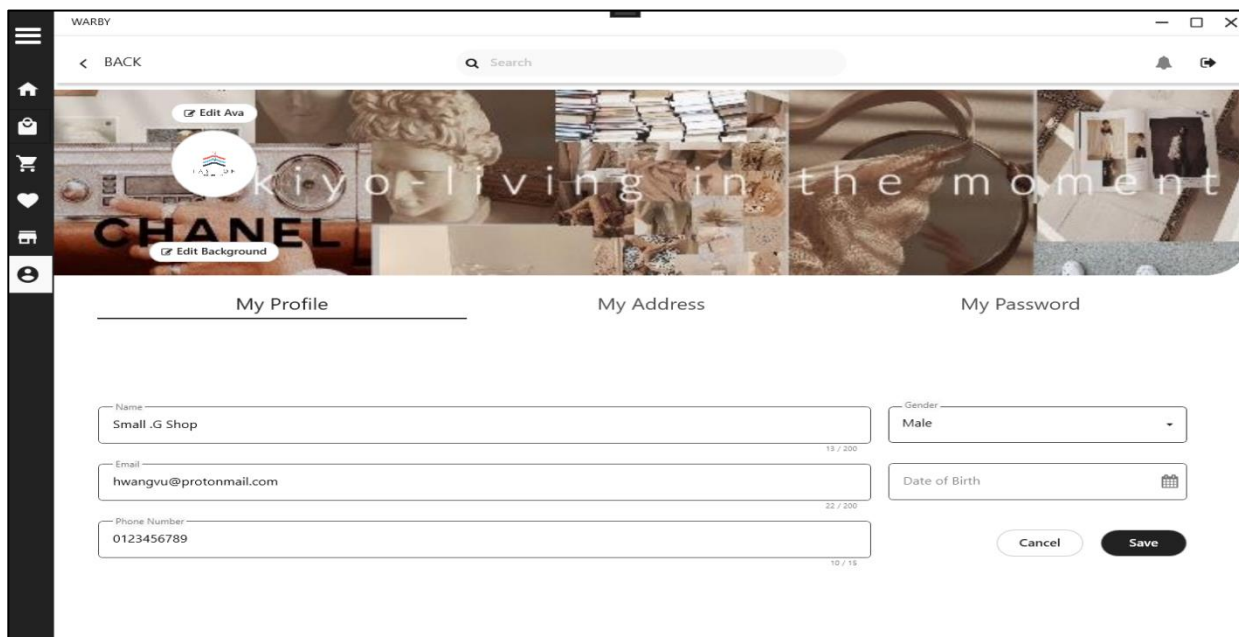 WARBY
BACK
Search
Edit Ava
kiyo-living in the moment
CHANEL
Edit Background
My Profile
My Address
My Password
Name
Small .G Shop
13 / 200
Gender
Male
Email
hwangvu@protonmail.com
22 / 200
Date of Birth
Phone Number
0123456789
10 / 15
Cancel
Save